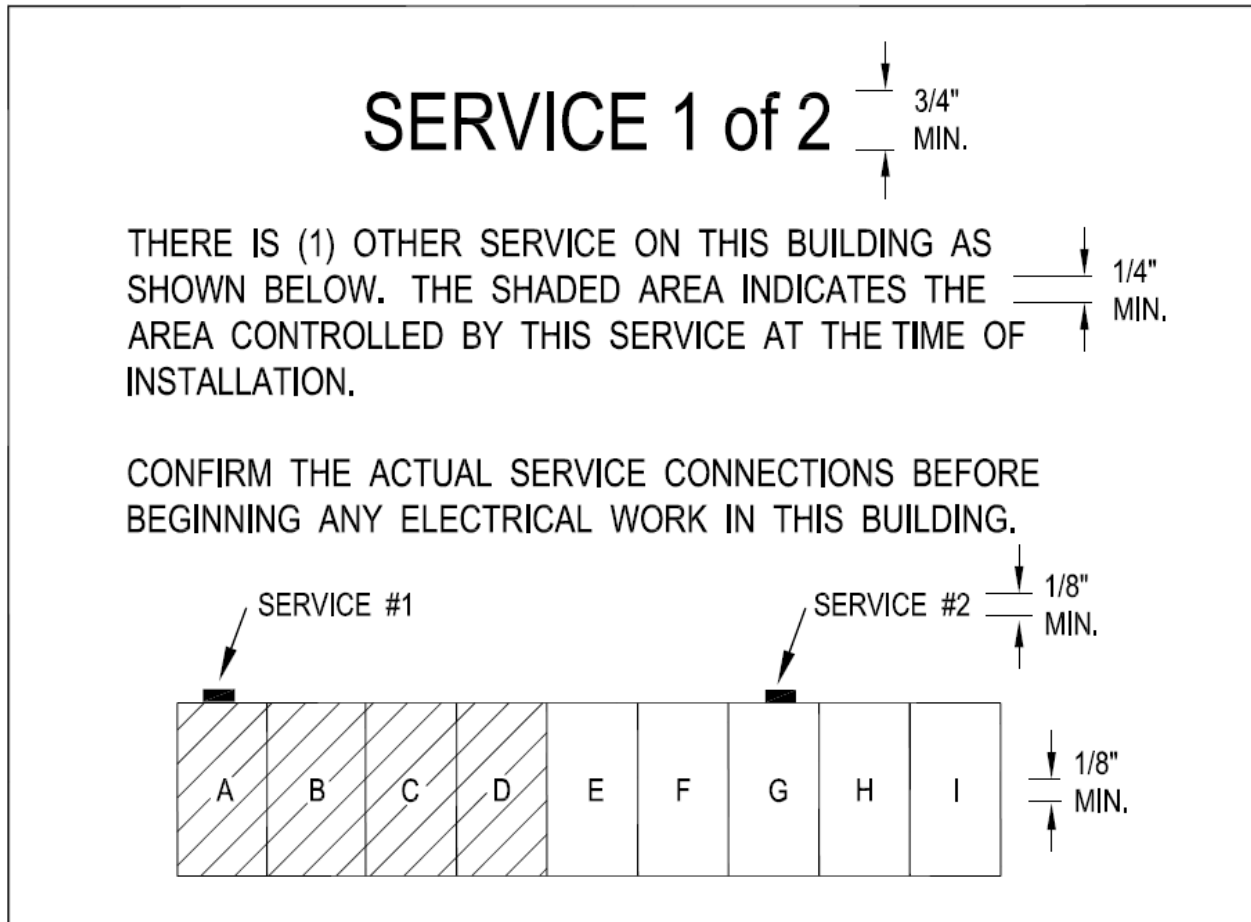 SERVICE 1 of 2
3/4"
MIN.
THERE IS (1) OTHER SERVICE ON THIS BUILDING AS
SHOWN BELOW. THE SHADED AREA INDICATES THE
AREA CONTROLLED BY THIS SERVICE AT THE TIME OF
INSTALLATION.
1/4"
MIN.
CONFIRM THE ACTUAL SERVICE CONNECTIONS BEFORE
BEGINNING ANY ELECTRICAL WORK IN THIS BUILDING.
SERVICE #1
SERVICE #2
1/8"
MIN.
A B C D E F G H I
1/8"
MIN.